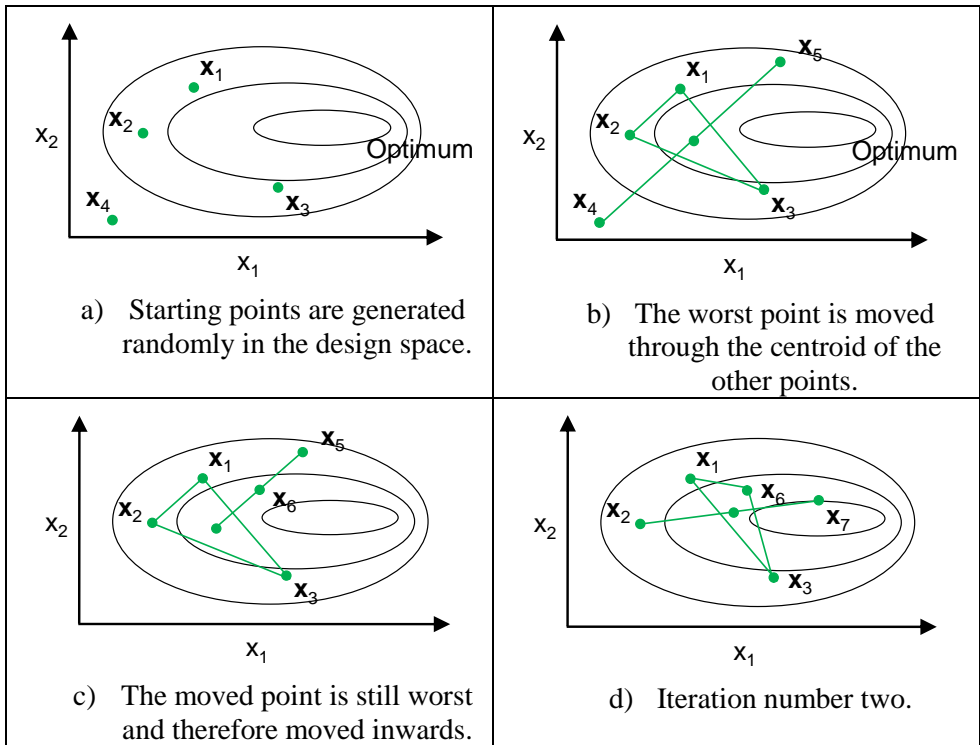 x1
x2
x2
Optimum
x4
x3
x1
a) Starting points are generated
randomly in the design space.
x5
x1
x2
x2
Optimum
x4
x3
x1
b) The worst point is moved
through the centroid of the
other points.
x5
x1
x6
x2
x2
x3
x1
c) The moved point is still worst
and therefore moved inwards.
x1
x6
x2
x7
x2
x3
x1
d) Iteration number two.